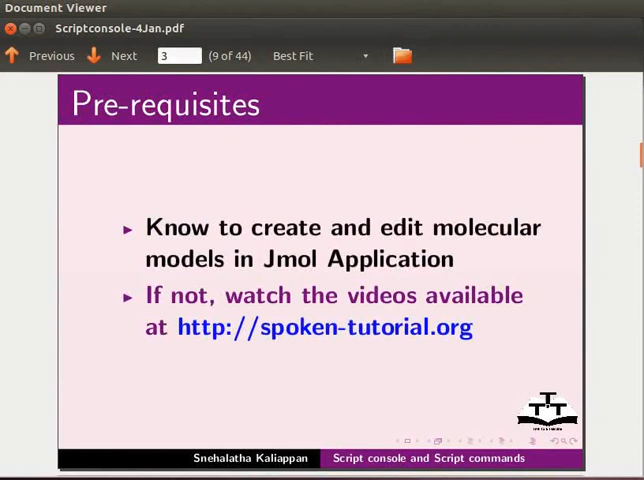 Document Viewer
Scriptconsole-4Jan.pdf
Previous Next 3 (9 of 44) Best Fit
Pre-requisites
Know to create and edit molecular
models in Jmol Application
If not, watch the videos available
at http://spoken-tutorial.org
Snehalatha Kaliappan Script console and Script commands